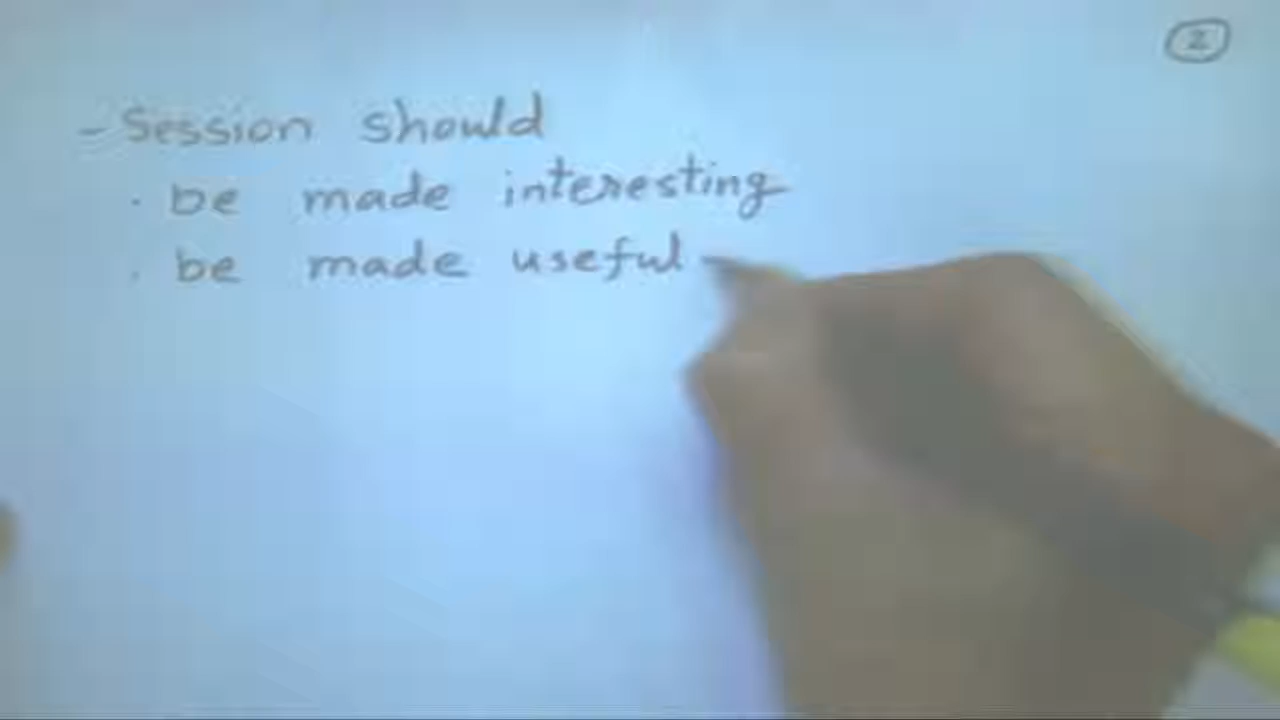 2
- Session should
. be made interesting
. be made useful